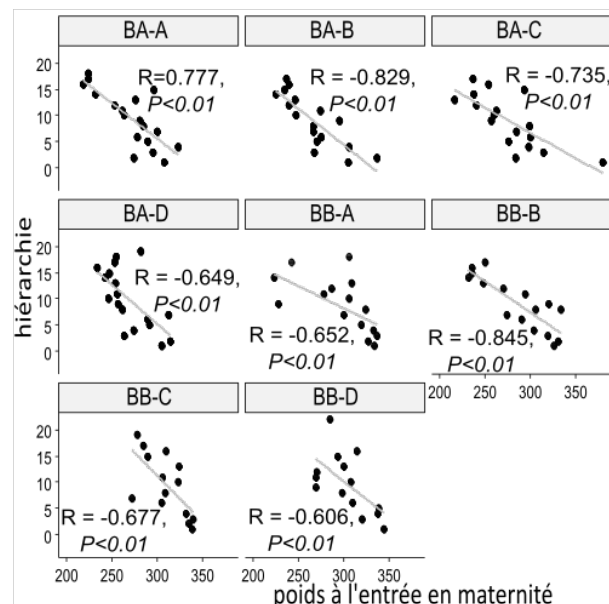 BA-A BA-B BA-C
R=0.777,
P<0.01
R = -0.829,
P<0.01
R = -0.735,
P<0.01
20
15
10
5
0
BA-D BB-A BB-B
R = -0.649,
P<0.01
R = -0.652,
P<0.01
R = -0.845,
P<0.01
20
15
10
5
0
hiérarchie
200 250 300 350
BB-C BB-D
R = -0.677,
P<0.01
R = -0.606,
P<0.01
20
15
10
5
0
200 250 300 350 200 250 300 350
poids à l'entrée en maternité